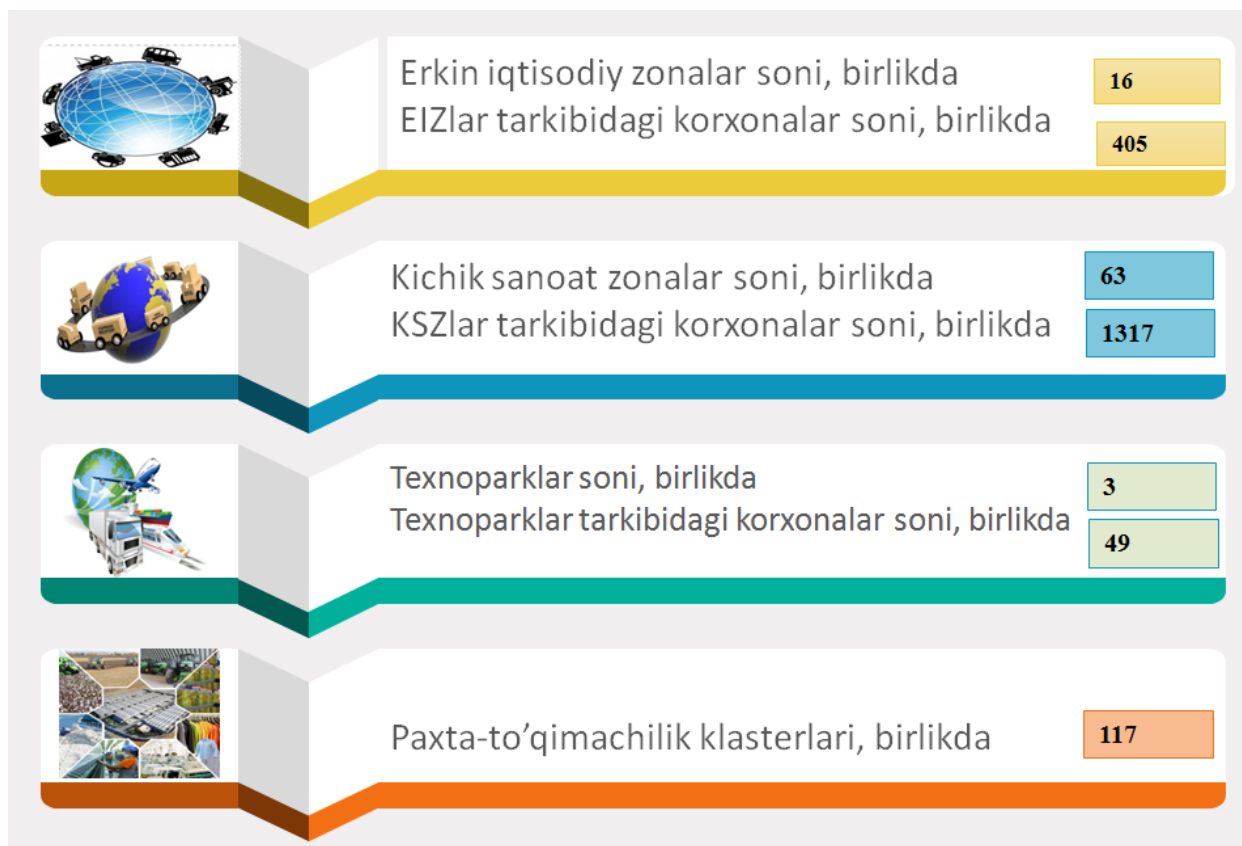 Erkin iqtisodiy zonalar soni, birlikda
16
EIZlar tarkibidagi korxonalar soni, birlikda
405
Kichik sanoat zonalar soni, birlikda
63
KSZlar tarkibidagi korxonalar soni, birlikda
1317
Texnoparklar soni, birlikda
3
Texnoparklar tarkibidagi korxonalar soni, birlikda
49
Paxta-to’qimachilik klasterlari, birlikda
117